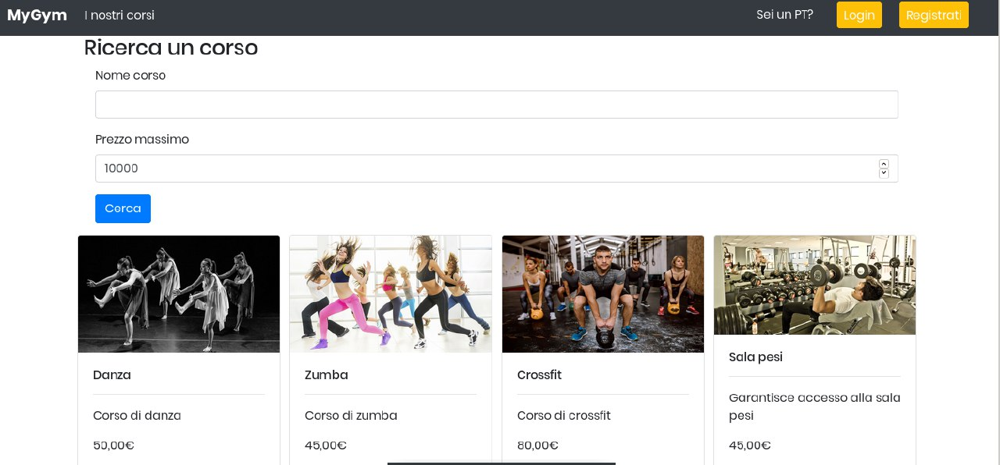 MyGym I nostri corsi Sei un PT? Login Registrati
Ricerca un corso
Nome corso
Prezzo massimo
10000
Cerca
Danza
Corso di danza
50,00€
Zumba
Corso di zumba
45,00€
Crossfit
Corso di crossfit
80,00€
Sala pesi
Garantisce accesso alla sala
pesi
45,00€